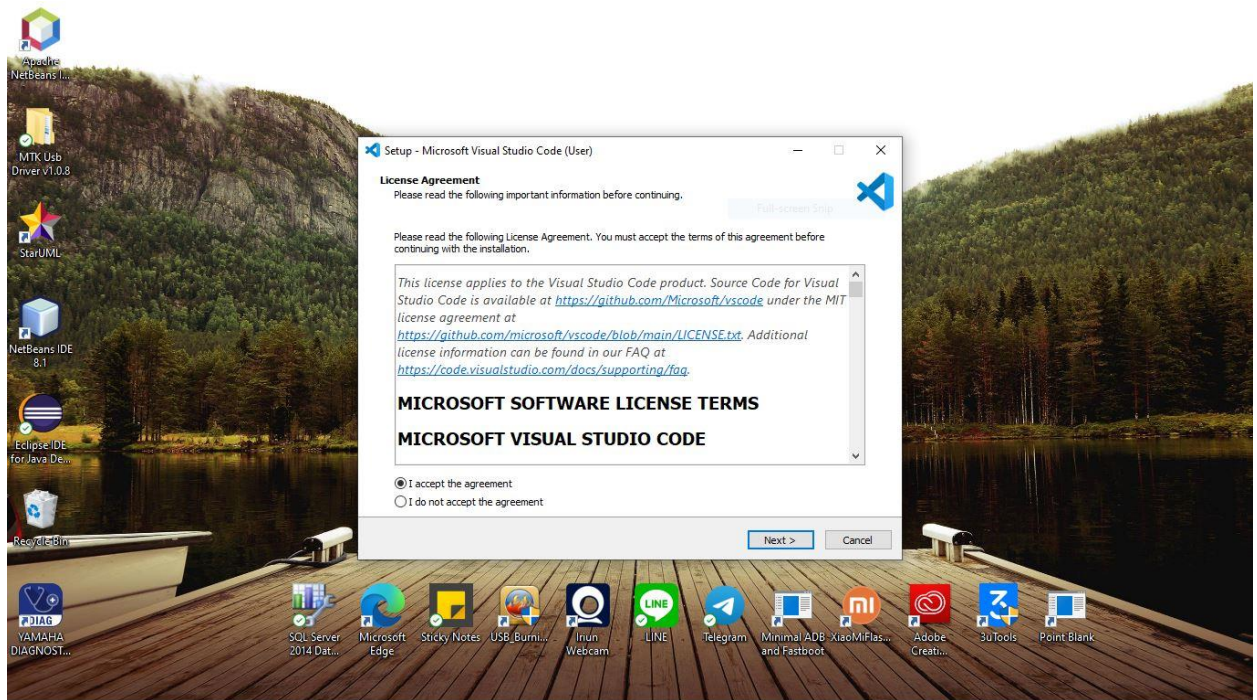 Apache
NetBeans I...
MTK Usb
Driver v1.0.8
StarUML
NetBeans IDE
8.1
Eclipse IDE
for Java De...
Recycle Bin
DIAG
YAMAHA
DIAGNOST...
Setup - Microsoft Visual Studio Code (User)
License Agreement
Please read the following important information before continuing.
Full-screen Snip
Please read the following License Agreement. You must accept the terms of this agreement before
continuing with the installation.
This license applies to the Visual Studio Code product. Source Code for Visual
Studio Code is available at https://github.com/Microsoft/vscode under the MIT
license agreement at
https://github.com/microsoft/vscode/blob/main/LICENSE.txt. Additional
license information can be found in our FAQ at
https://code.visualstudio.com/docs/supporting/faq.
MICROSOFT SOFTWARE LICENSE TERMS
MICROSOFT VISUAL STUDIO CODE
I accept the agreement
I do not accept the agreement
Next >
Cancel
SQL Server
2014 Dat...
Microsoft
Edge
Sticky Notes
USB_Burni...
Iriun
Webcam
LINE
LINE
Telegram
Minimal ADB
and Fastboot
mi
XiaoMiFlas...
Adobe
Creati...
3uTools
Point Blank